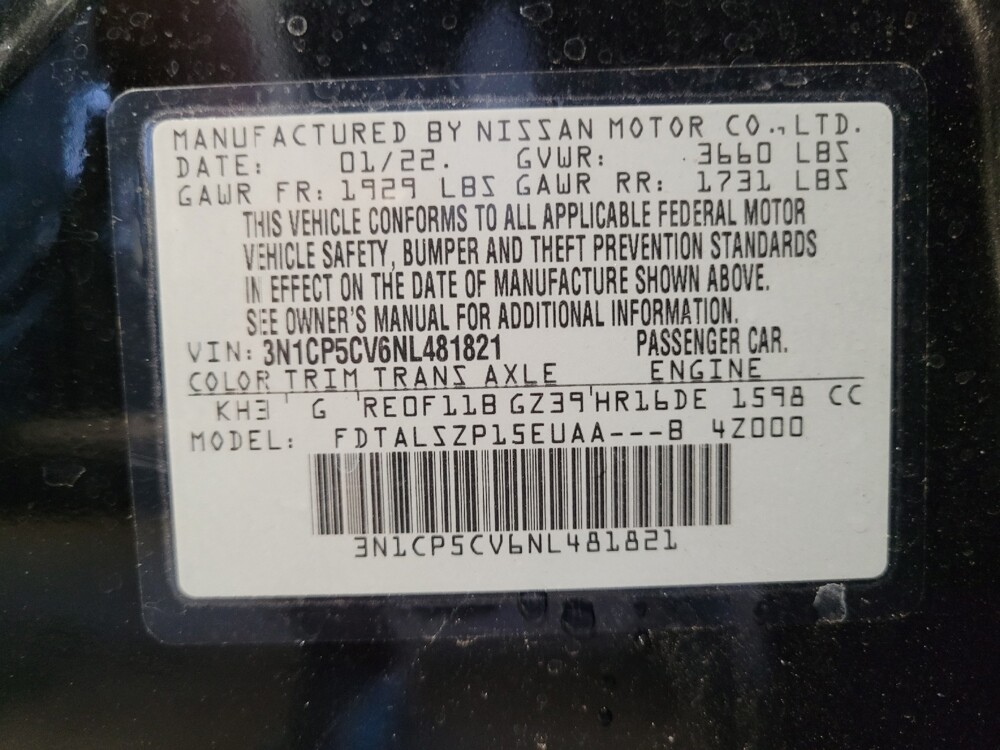 MANUFACTURED BY NISSAN MOTOR CO., LTD.
DATE: 01/22. GVWR: 3660 LBS
GAWR FR: 1929 LBS GAWR RR: 1731 LBS
THIS VEHICLE CONFORMS TO ALL APPLICABLE FEDERAL MOTOR
VEHICLE SAFETY, BUMPER AND THEFT PREVENTION STANDARDS
IN EFFECT ON THE DATE OF MANUFACTURE SHOWN ABOVE.
SEE OWNER'S MANUAL FOR ADDITIONAL INFORMATION.
VIN: 3N1CP5CV6NL481821 PASSENGER CAR.
COLOR TRIM TRANS AXLE ENGINE
KH3 ' G 'RE0F11B GZ39'HR16DE 1598 CC
MODEL: FDTALSZP15EUAA---B 4Z000
3N1CP5CV6NL481821